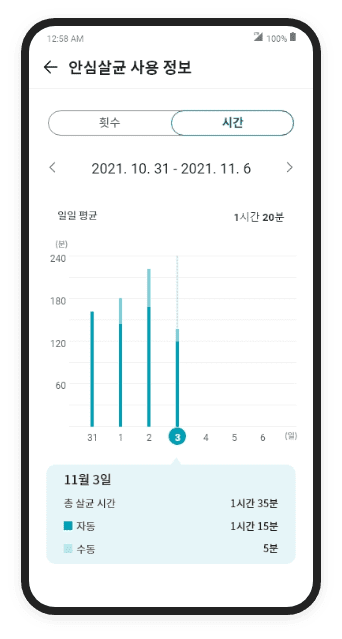 12:58 AM 100%
안심살균 사용 정보
횟수 시간
2021. 10. 31 - 2021. 11. 6
일일 평균 1시간 20분
(분)
240
180
120
60
31 1 2 3 4 5 6 (일)
11월 3일
총 살균 시간 1시간 35분
자동 1시간 15분
수동 5분